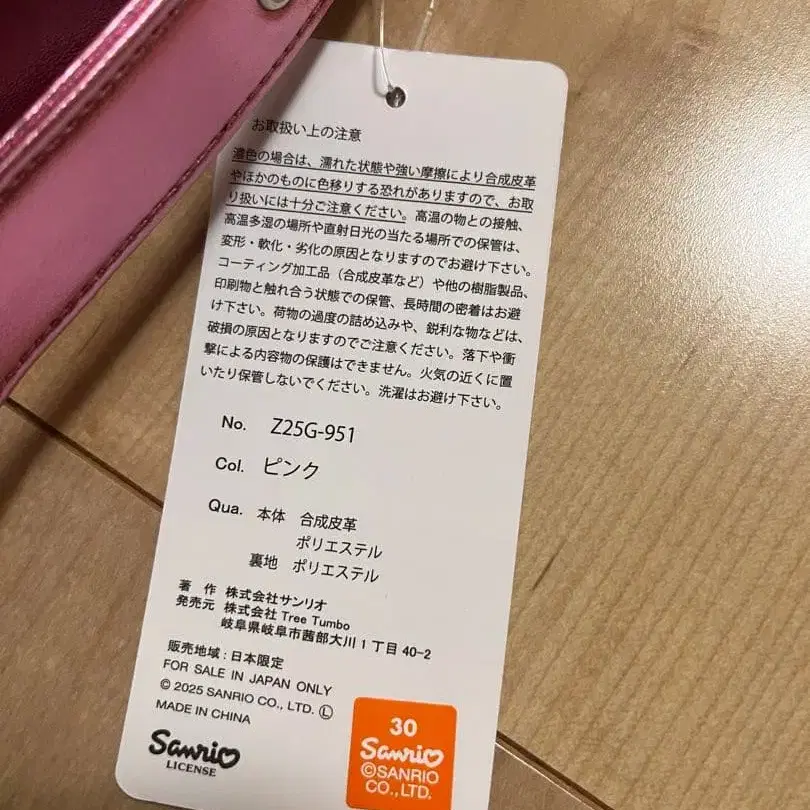 お取扱い上の注意
濃色の場合は、濡れた状態や強い摩擦により合成皮革
やほかのものに色移りする恐れがありますので、お取
り扱いには十分ご注意ください。高温の物との接触、
高温多湿の場所や直射日光の当たる場所での保管は、
変形・軟化・劣化の原因となりますのでお避け下さい。
コーティング加工品（合成皮革など）や他の樹脂製品、
印刷物と触れ合う状態での保管、長時間の密着はお避
け下さい。荷物の過度の詰め込みや、鋭利な物などは、
破損の原因となりますのでご注意ください。落下や衝
撃による内容物の保護はできません。火気の近くに置
いたり保管しないでください。洗濯はお避け下さい。
No. Z25G-951
Col. ピンク
Qua. 本体 合成皮革
ポリエステル
裏地 ポリエステル
著 作 株式会社サンリオ
発売元 株式会社 Tree Tumbo
岐阜県岐阜市茜部大川1丁目 40-2
販売地域：日本限定
FOR SALE IN JAPAN ONLY
© 2025 SANRIO CO., LTD. Ⓛ
MADE IN CHINA
Sanrio
LICENSE
30
Sanrio
©SANRIO
CO.,LTD.